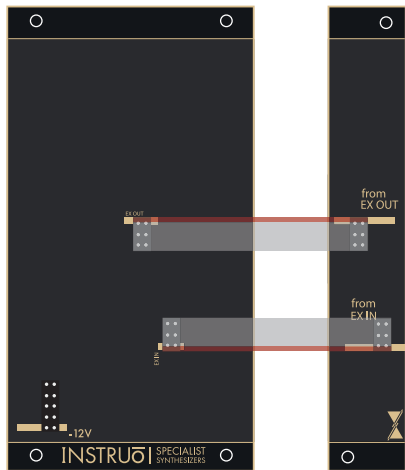 from
EX OUT
EX OUT
from
EX IN
EX IN
-12V
INSTRUŌ
SPECIALIST
SYNTHESIZERS